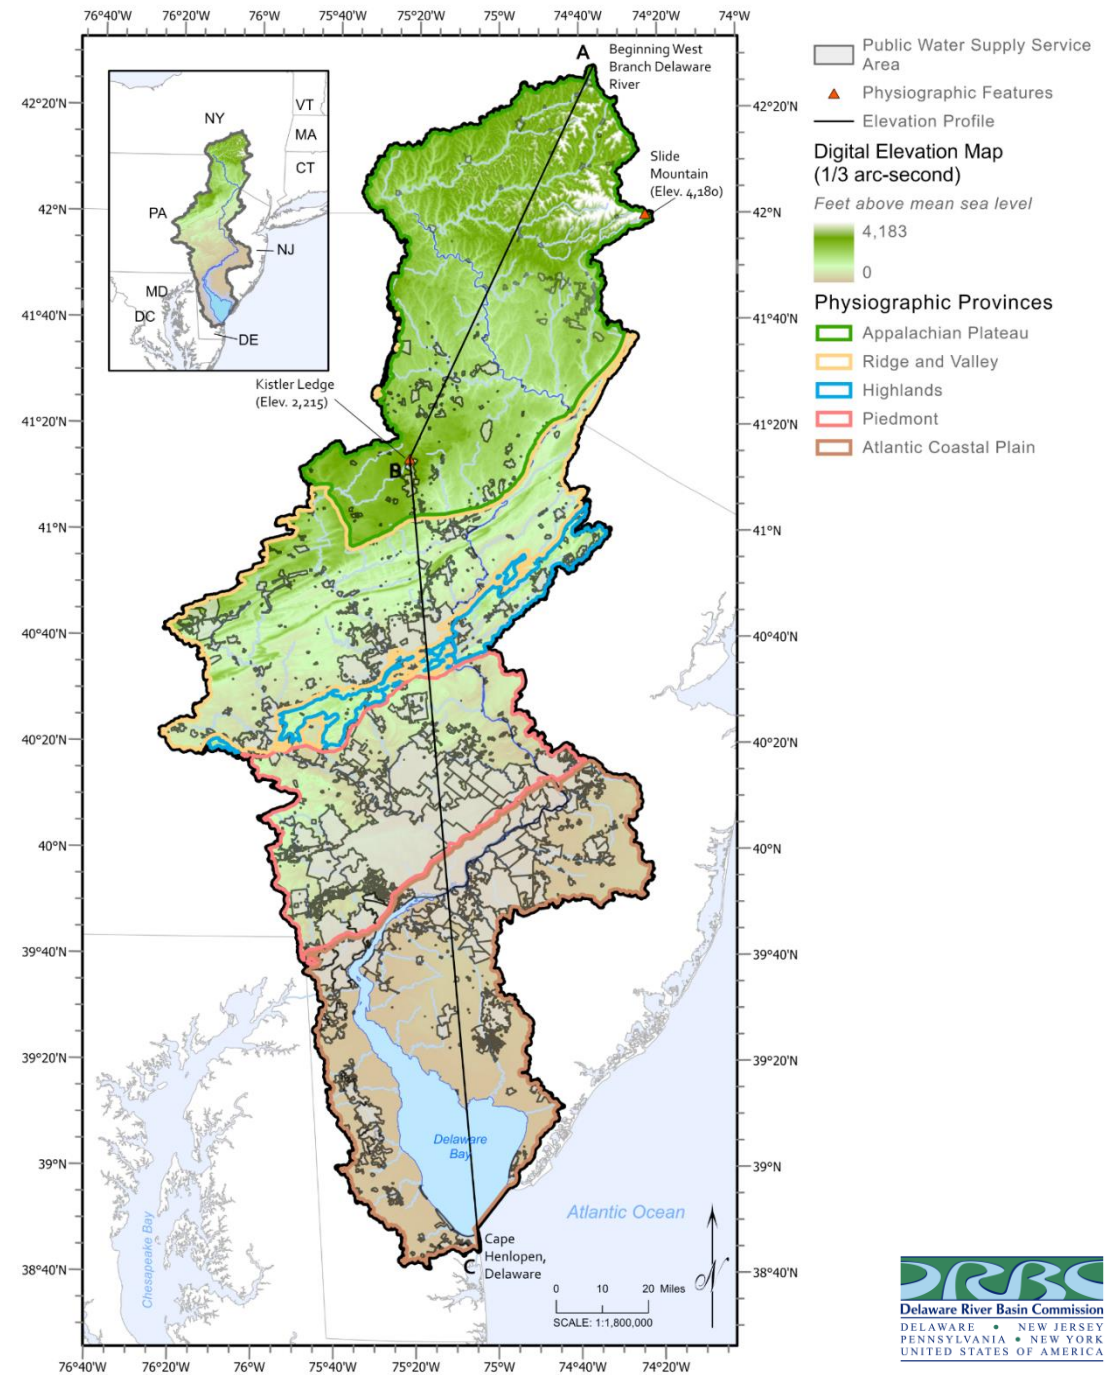 76°40'W 76°20'W 76°W 75°40'W 75°20'W 75°W 74°40'W 74°20'W 74°W
A
Beginning West
Branch Delaware
River
42°20'N
42°20'N
VT
NY
MA
CT
PA
NJ
MD
DC
DE
Slide
Mountain
(Elev. 4,180)
42°N
42°N
41°40'N
41°40'N
Kistler Ledge
(Elev. 2,215)
41°20'N
41°20'N
B
41°N
41°N
40°40'N
40°40'N
40°20'N
40°20'N
40°N
40°N
39°40'N
39°40'N
39°20'N
39°20'N
Delaware
Bay
39°N
39°N
Chesapeake Bay
Atlantic Ocean
Cape
Henlopen,
Delaware
C
38°40'N
38°40'N
0 10 20 Miles
SCALE: 1:1,800,000
N
76°40'W 76°20'W 76°W 75°40'W 75°20'W 75°W 74°40'W 74°20'W
Public Water Supply Service
Area
Physiographic Features
Elevation Profile
Digital Elevation Map
(1/3 arc-second)
Feet above mean sea level
4,183
0
Physiographic Provinces
Appalachian Plateau
Ridge and Valley
Highlands
Piedmont
Atlantic Coastal Plain
DRBC
Delaware River Basin Commission
DELAWARE • NEW JERSEY
PENNSYLVANIA • NEW YORK
UNITED STATES OF AMERICA